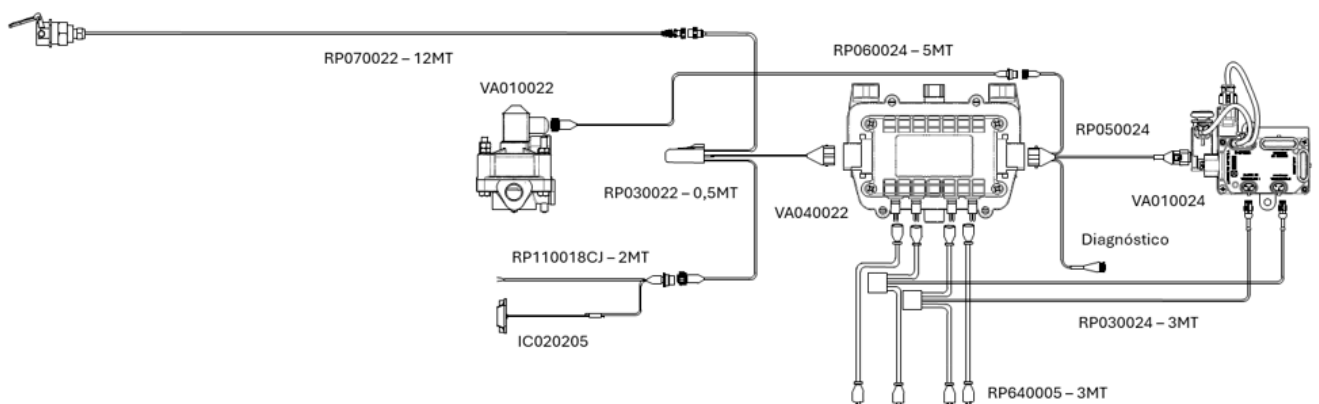 RP070022 – 12MT
RP060024 – 5MT
VA010022
RP050024
RP030022 – 0,5MT
VA040022
VA010024
Diagnóstico
RP110018CJ – 2MT
RP030024 – 3MT
IC020205
RP640005 – 3MT